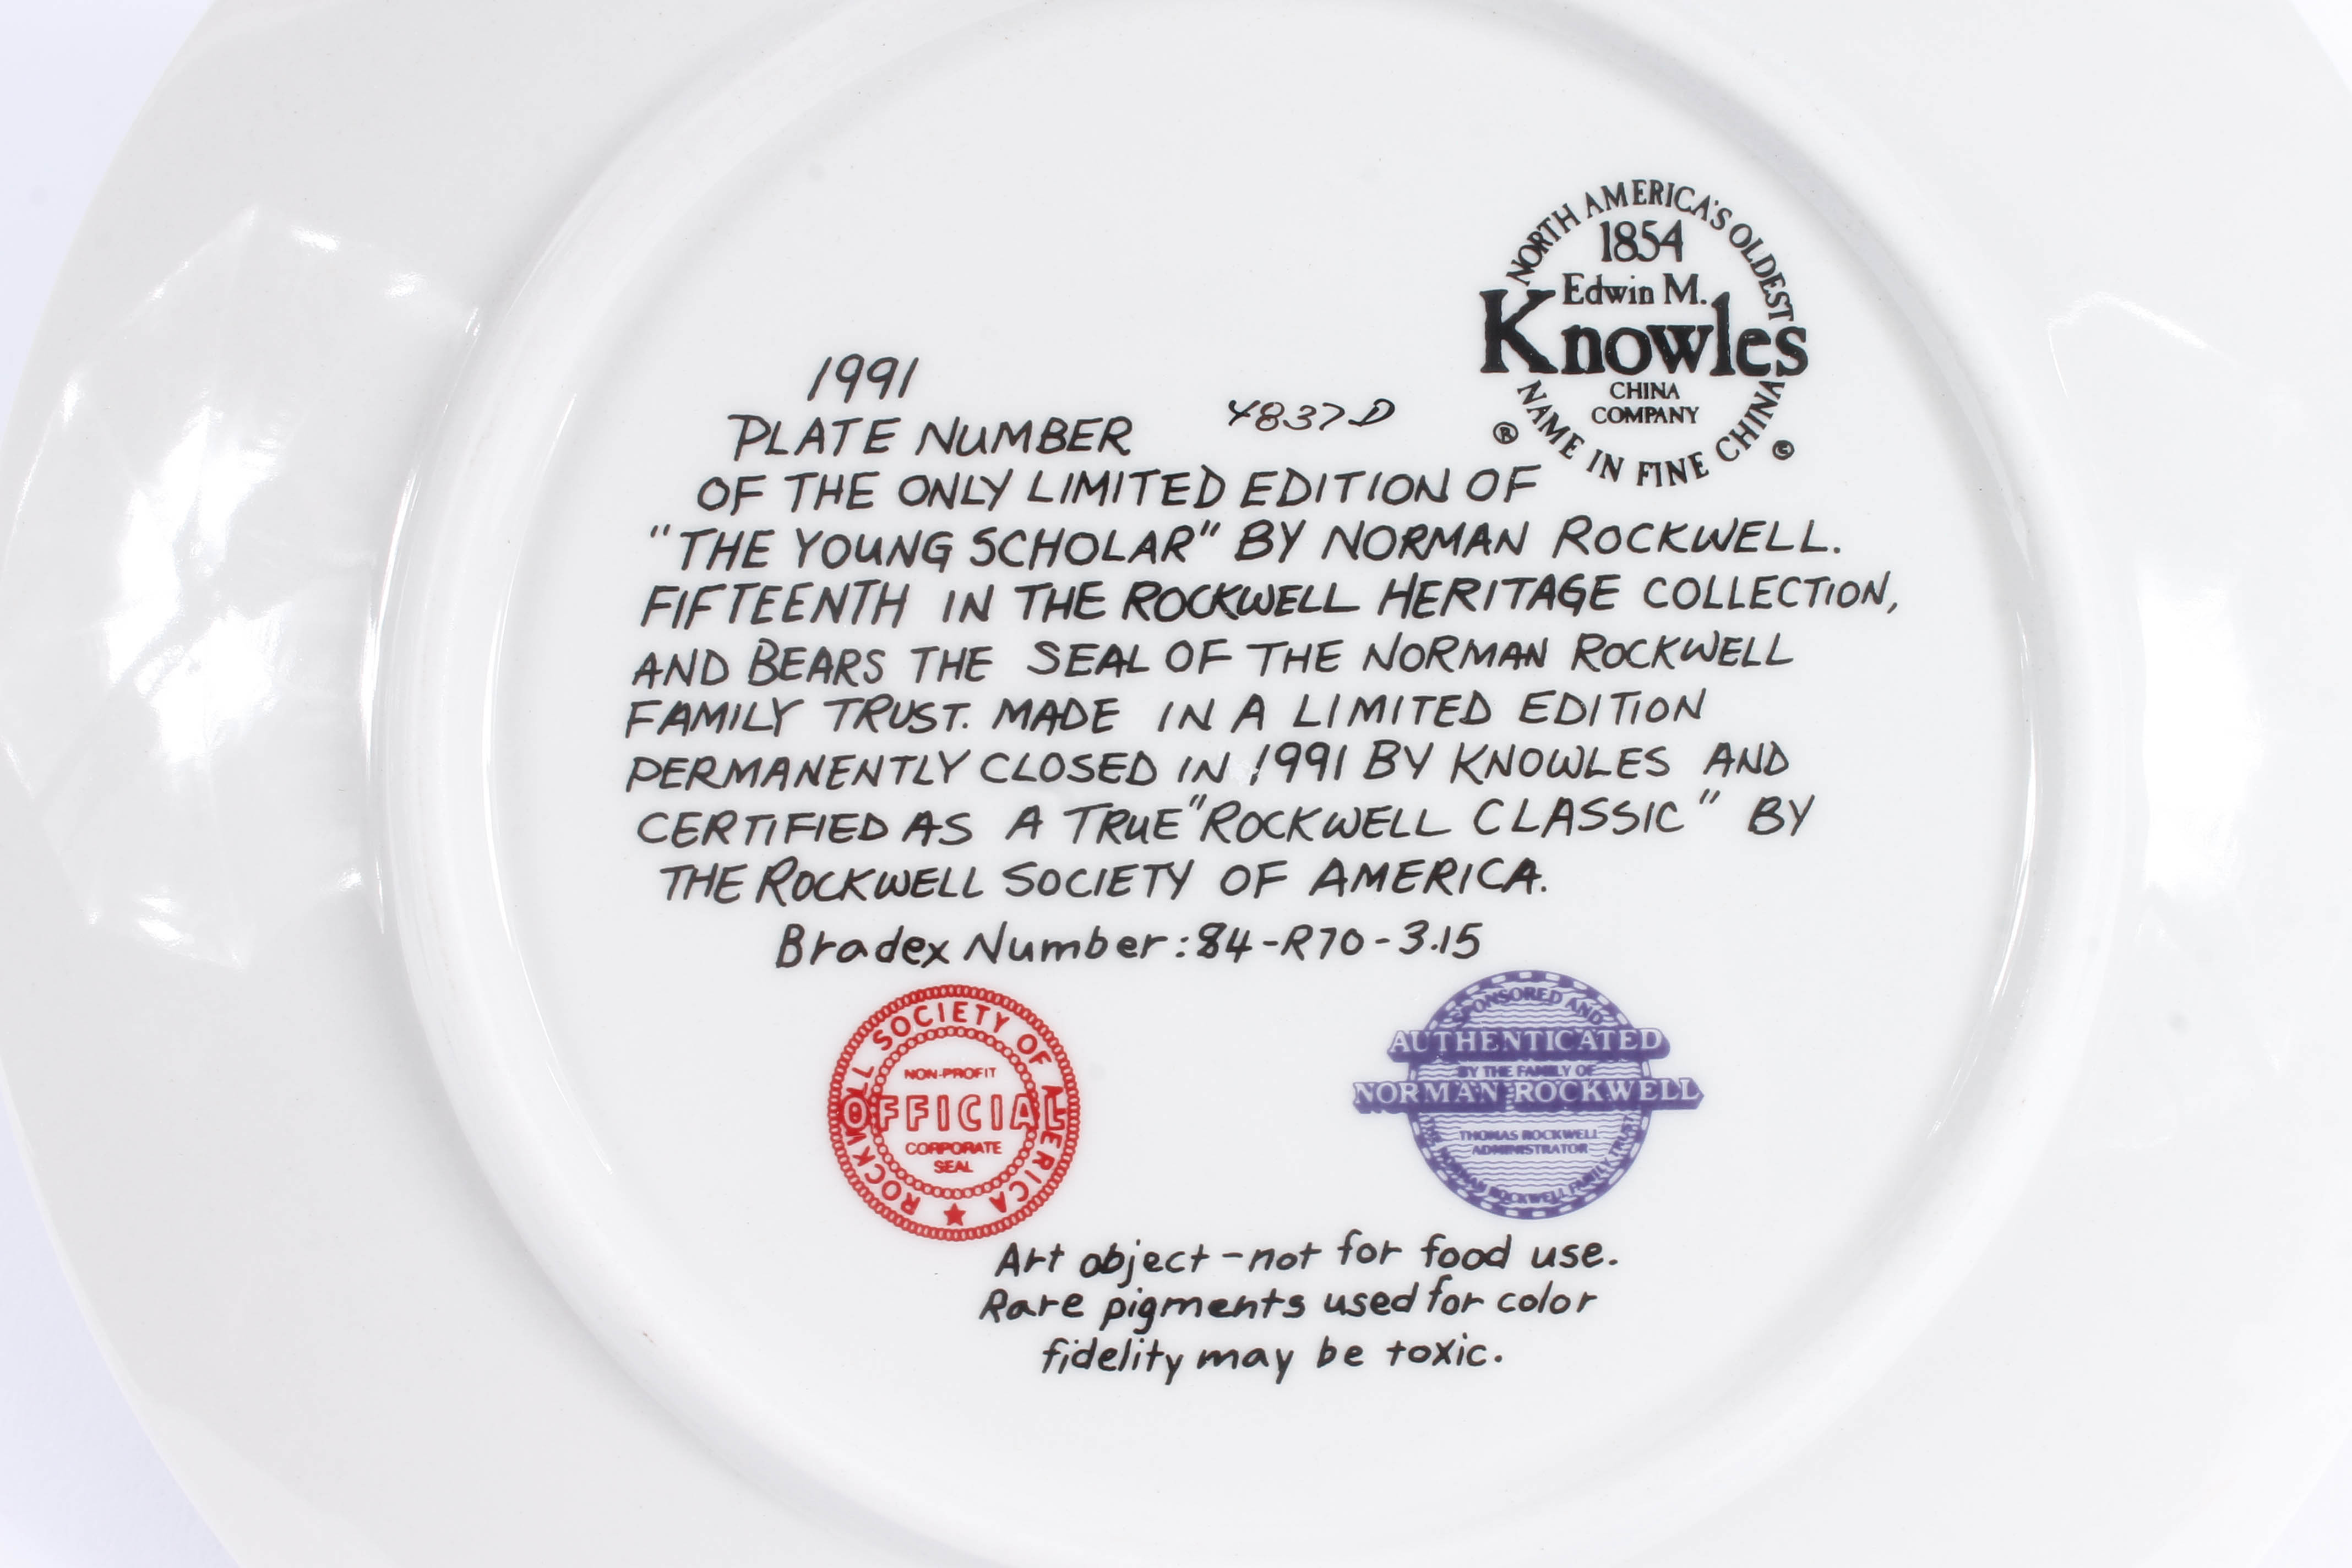 NORTH AMERICA'S OLDEST
1854
Edwin M.
Knowles
CHINA
COMPANY
® NAME IN FINE CHINA ©
1991
PLATE NUMBER 4837D
OF THE ONLY LIMITED EDITION OF
"THE YOUNG SCHOLAR" BY NORMAN ROCKWELL.
FIFTEENTH IN THE ROCKWELL HERITAGE COLLECTION,
AND BEARS THE SEAL OF THE NORMAN ROCKWELL
FAMILY TRUST. MADE IN A LIMITED EDITION
PERMANENTLY CLOSED IN 1991 BY KNOWLES AND
CERTIFIED AS A TRUE "ROCKWELL CLASSIC" BY
THE ROCKWELL SOCIETY OF AMERICA.
Bradex Number: 84-R70-3.15
ROCKWELL SOCIETY OF AMERICA
NON-PROFIT
OFFICIAL
CORPORATE
SEAL
SPONSORED AND
AUTHENTICATED
BY THE FAMILY OF
NORMAN ROCKWELL
THOMAS ROCKWELL
ADMINISTRATOR
THE NORMAN ROCKWELL FAMILY TRUST
Art object - not for food use.
Rare pigments used for color
fidelity may be toxic.